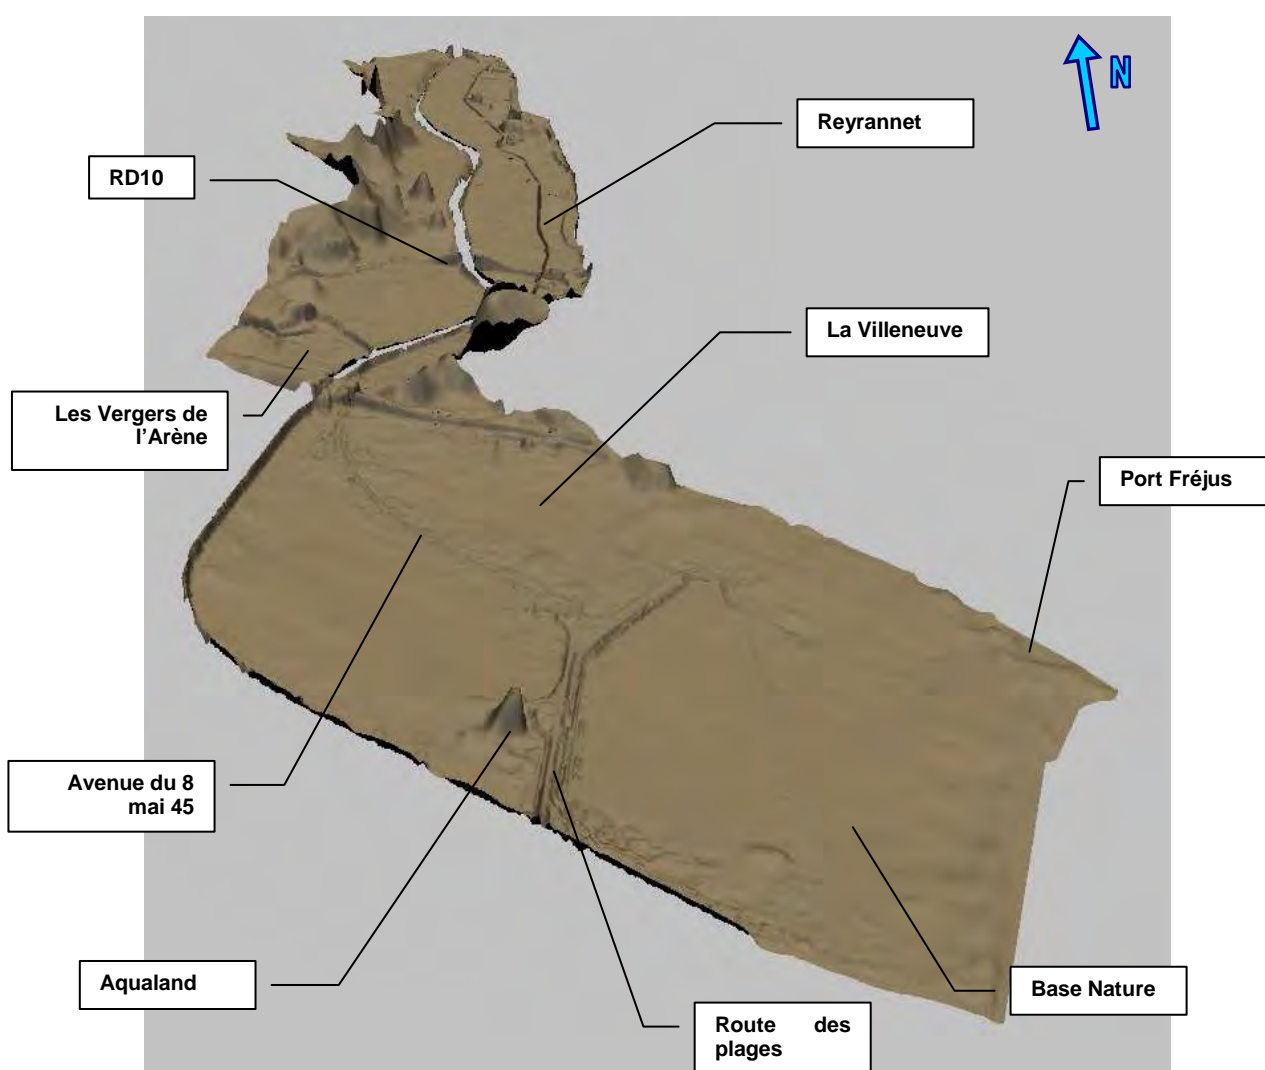 N
Reyrannet
RD10
La Villeneuve
Les Vergers de
l'Arène
Port Fréjus
Avenue du 8
mai 45
Aqualand
Base Nature
Route des
plages